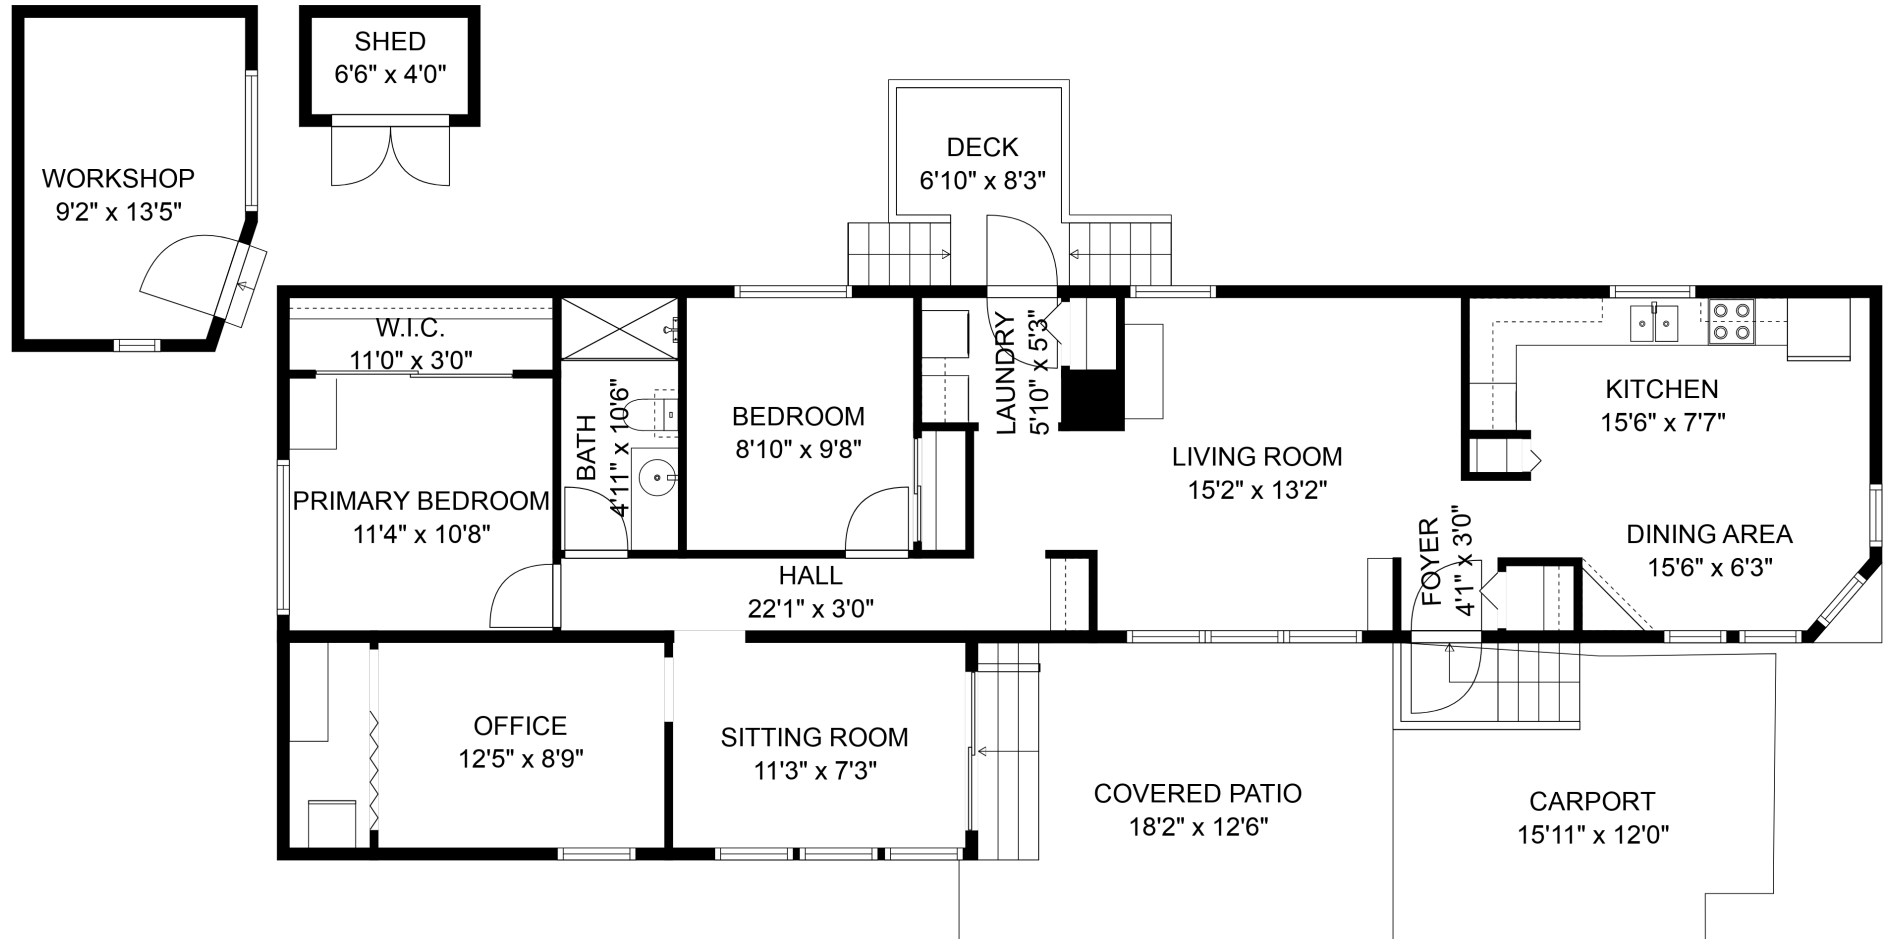 SHED
6'6" x 4'0"
WORKSHOP
9'2" x 13'5"
DECK
6'10" x 8'3"
W.I.C.
11'0" x 3'0"
PRIMARY BEDROOM
11'4" x 10'8"
BATH
4'11" x 10'6"
BEDROOM
8'10" x 9'8"
LAUNDRY
5'10" x 5'3"
LIVING ROOM
15'2" x 13'2"
KITCHEN
15'6" x 7'7"
DINING AREA
15'6" x 6'3"
FOYER
4'1" x 3'0"
HALL
22'1" x 3'0"
OFFICE
12'5" x 8'9"
SITTING ROOM
11'3" x 7'3"
COVERED PATIO
18'2" x 12'6"
CARPORT
15'11" x 12'0"